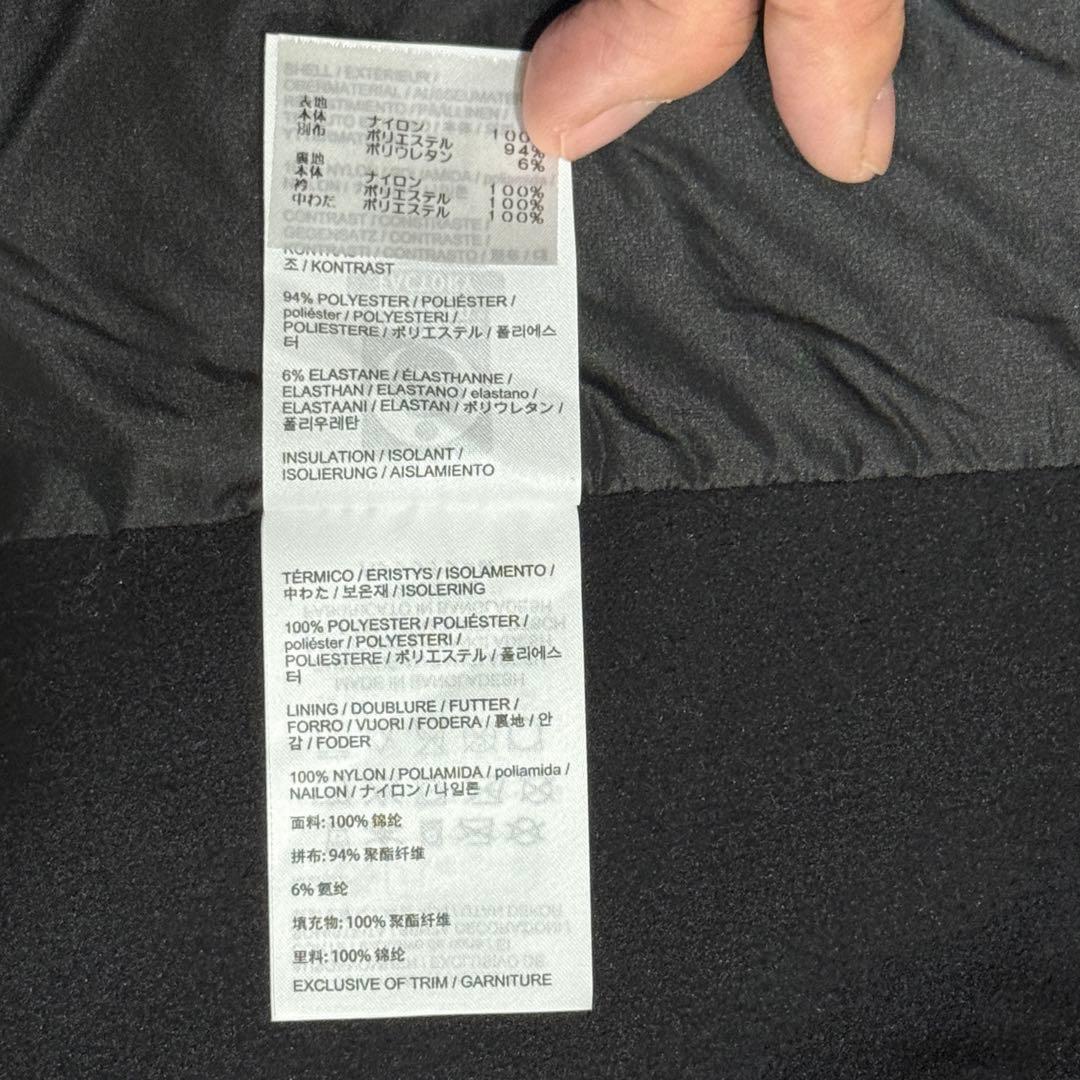 表地
本体 ナイロン 100
別布 ポリエステル 94%
ポリウレタン 6%
裏地
本体 ナイロン 100%
衿 ポリエステル 100%
中わた ポリエステル 100%
SHELL / EXTÉRIEUR /
CONTRAST / CONSTRASTE /
GEGENSATZ / CONTRASTE /
KONTRASTI / CONTRASTO /
조 / KONTRAST
94% POLYESTER / POLIÉSTER /
poliéster / POLYESTERI /
POLIESTERE / ポリエステル / 폴리에스
터
6% ELASTANE / ÉLASTHANNE /
ELASTHAN / ELASTANO / elastano /
ELASTAANI / ELASTAN / ポリウレタン /
폴리우레탄
INSULATION / ISOLANT /
ISOLIERUNG / AISLAMIENTO
TÉRMICO / ERISTYS / ISOLAMENTO /
中わた / 보온재 / ISOLERING
100% POLYESTER / POLIÉSTER /
poliéster / POLYESTERI /
POLIESTERE / ポリエステル / 폴리에스
터
LINING / DOUBLURE / FUTTER /
FORRO / VUORI / FODERA / 裏地 / 안
감 / FODER
100% NYLON / POLIAMIDA / poliamida /
NAILON / ナイロン / 나일론
面料: 100% 锦纶
拼布: 94% 聚酯纤维
6% 氨纶
填充物: 100% 聚酯纤维
里料: 100% 锦纶
EXCLUSIVE OF TRIM / GARNITURE